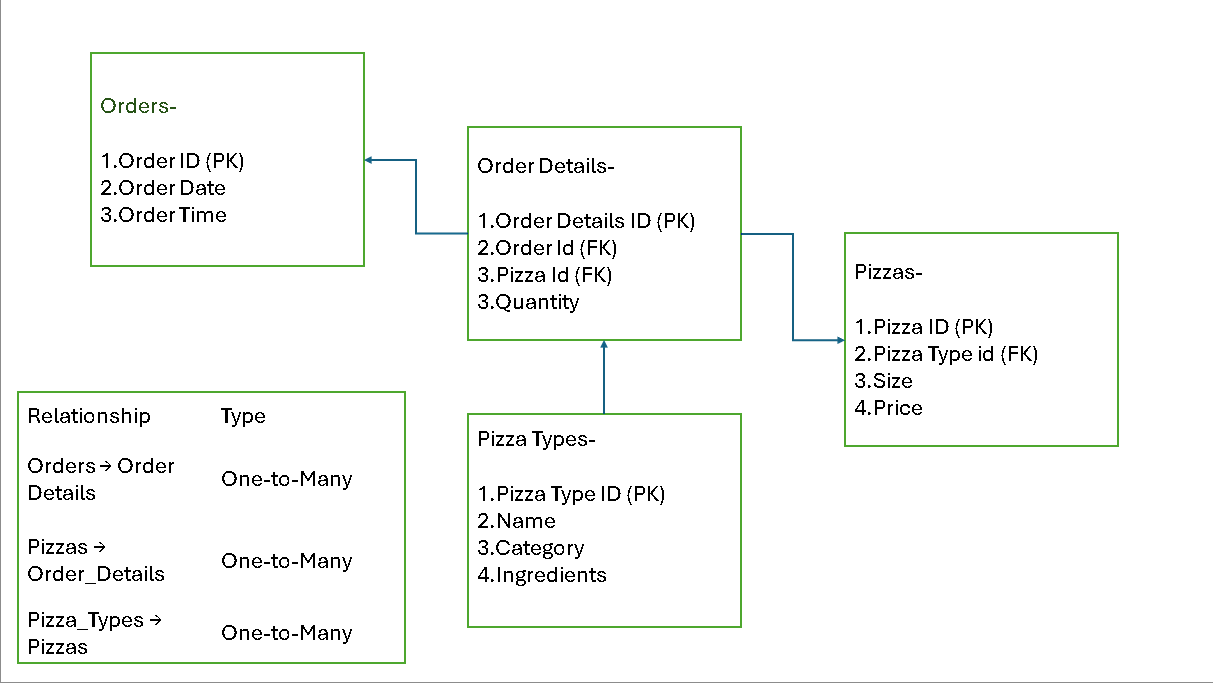 Orders-
1.Order ID (PK)
2.Order Date
3.Order Time
Order Details-
1.Order Details ID (PK)
2.Order Id (FK)
3.Pizza Id (FK)
3.Quantity
Pizzas-
1.Pizza ID (PK)
2.Pizza Type id (FK)
3.Size
4.Price
Pizza Types-
1.Pizza Type ID (PK)
2.Name
3.Category
4.Ingredients
Relationship Type
Orders → Order
Details
One-to-Many
Pizzas →
Order_Details
One-to-Many
Pizza_Types →
Pizzas
One-to-Many